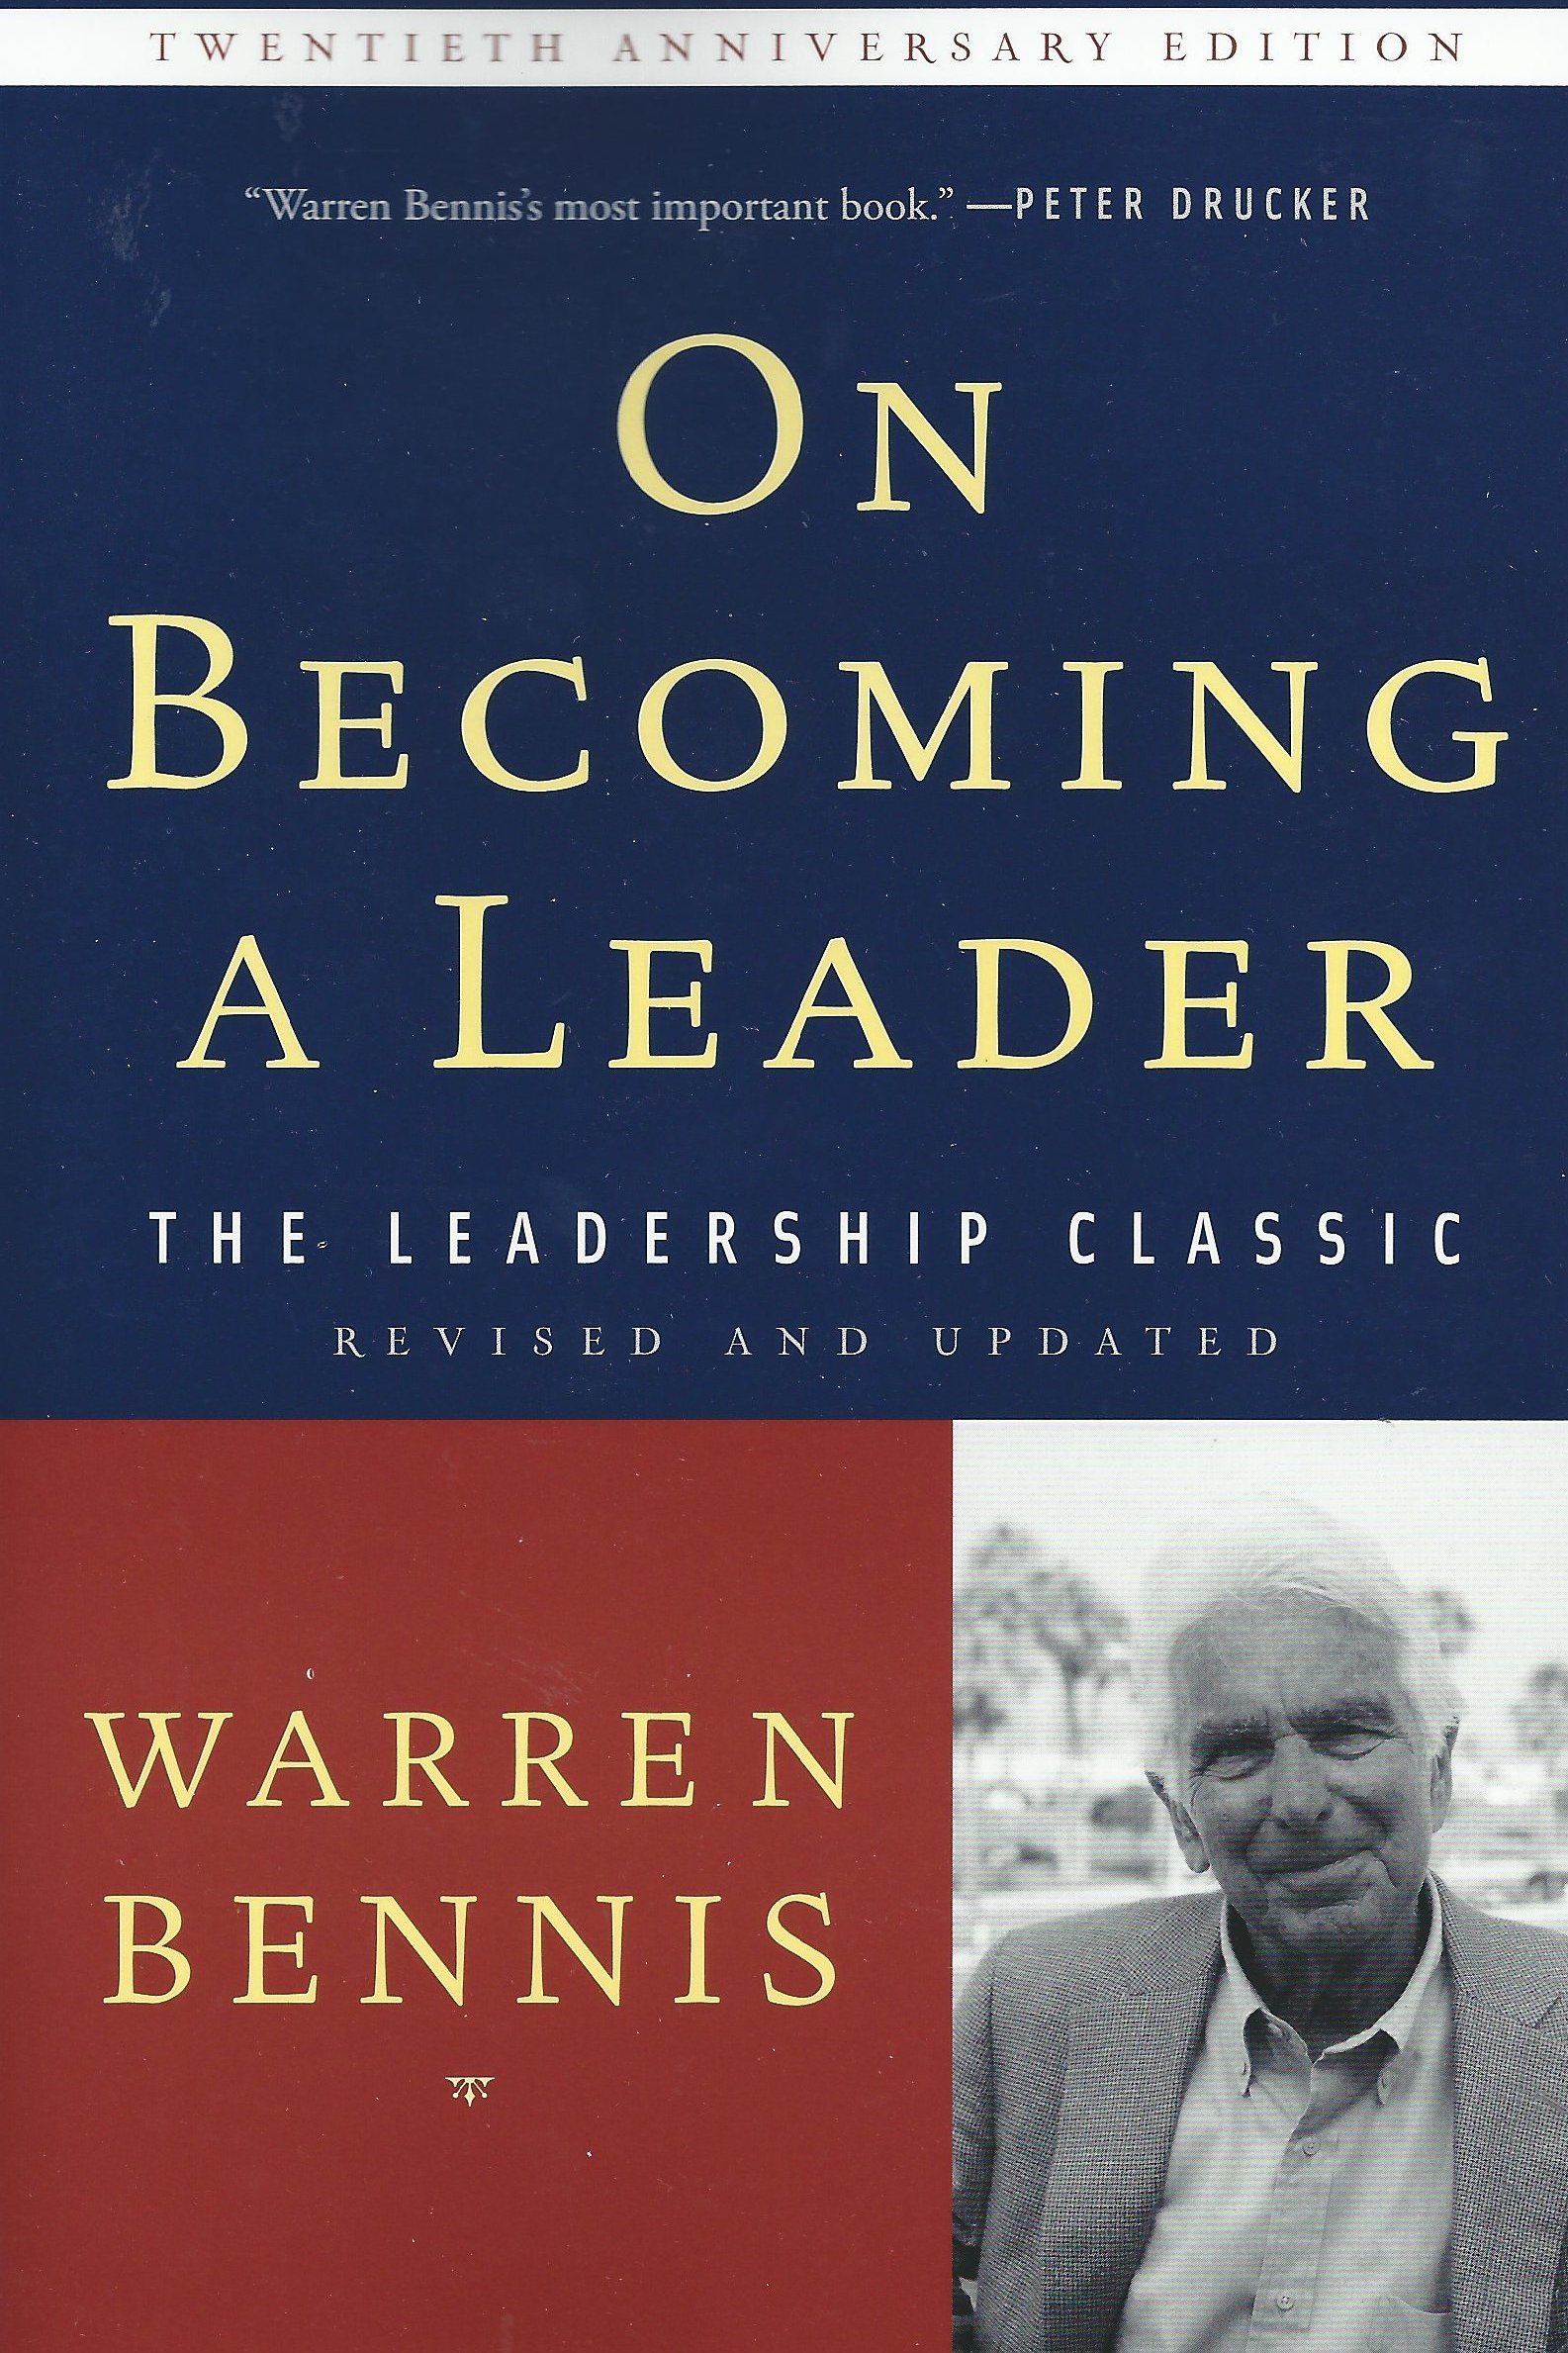 TWENTIETH ANNIVERSARY EDITION
“Warren Bennis’s most important book.” —PETER DRUCKER
ON
BECOMING
A LEADER
THE LEADERSHIP CLASSIC
REVISED AND UPDATED
WARREN
BENNIS